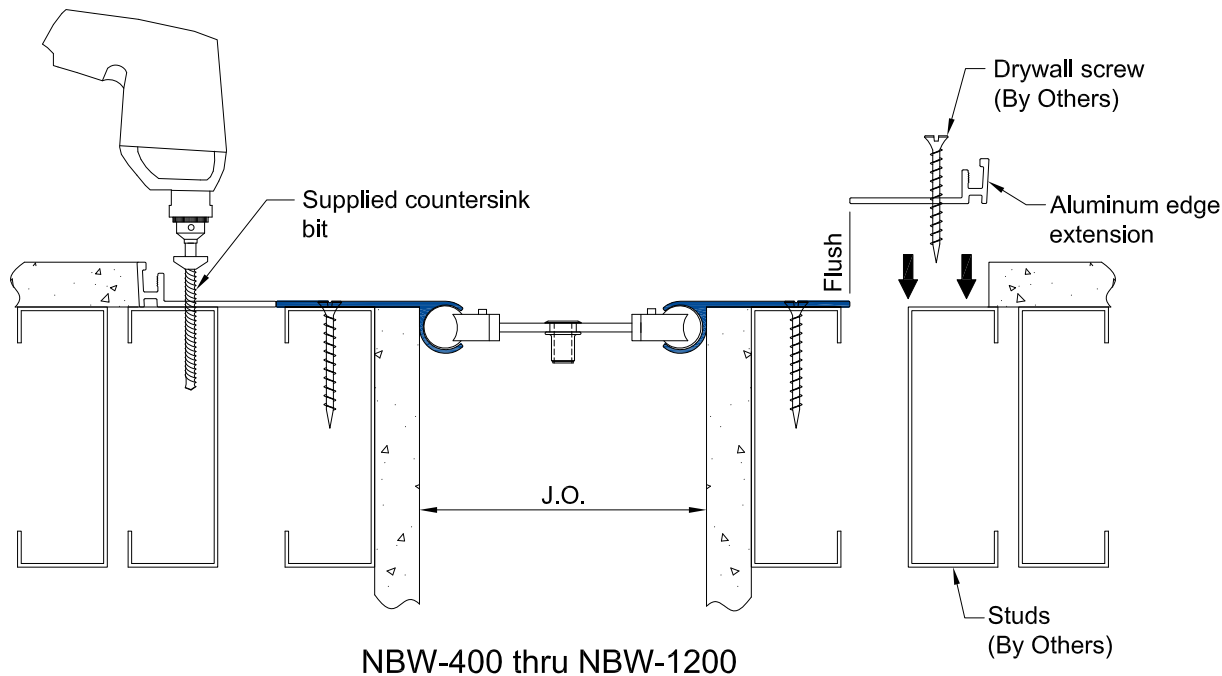 Drywall screw
(By Others)
Supplied countersink
bit
Aluminum edge
extension
Flush
J.O.
Studs
(By Others)
NBW-400 thru NBW-1200